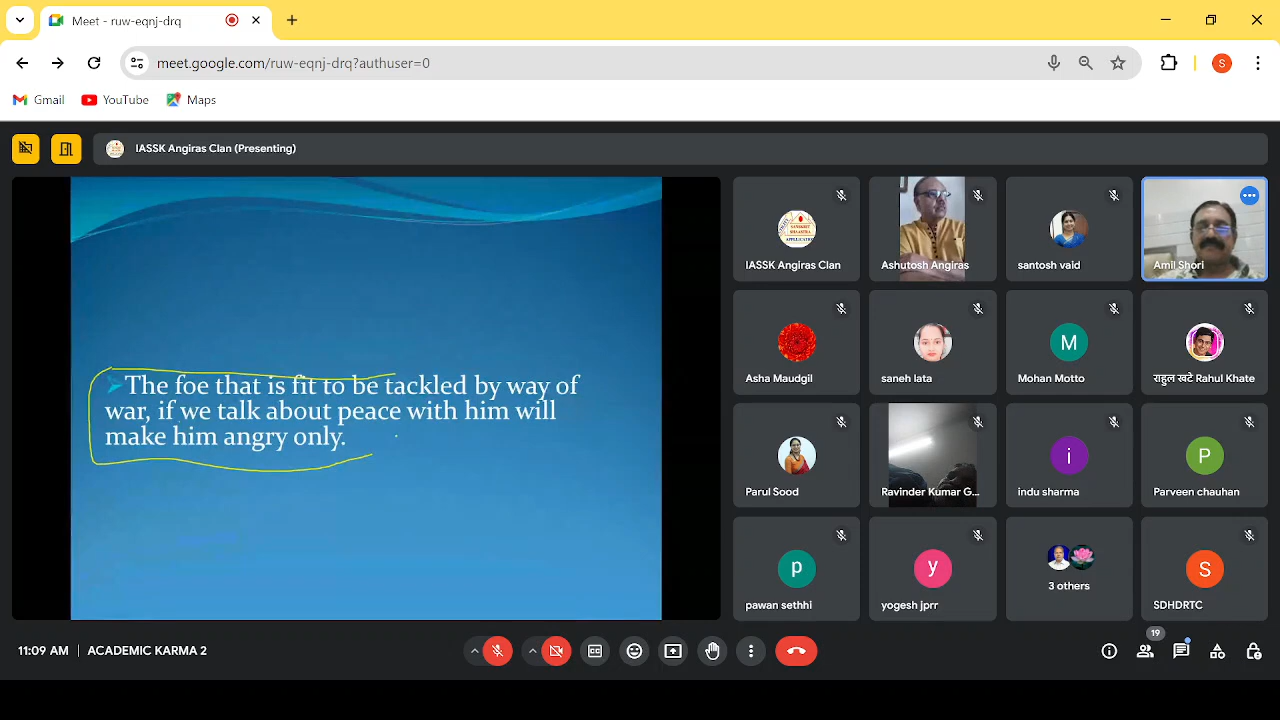 Meet - ruw-eqnj-drq
meet.google.com/ruw-eqnj-drq?authuser=0
S
Gmail
YouTube
Maps
IASSK Angiras Clan (Presenting)
The foe that is fit to be tackled by way of
war, if we talk about peace with him will
make him angry only.
IASSK Angiras Clan
Ashutosh Angiras
santosh vaid
Amil Shori
Asha Maudgil
saneh lata
M
Mohan Motto
राहुल खटे Rahul Khate
Parul Sood
Ravinder Kumar G...
i
indu sharma
P
Parveen chauhan
p
pawan sethhi
y
yogesh jprr
3 others
S
SDHDRTC
11:09 AM
ACADEMIC KARMA 2
19